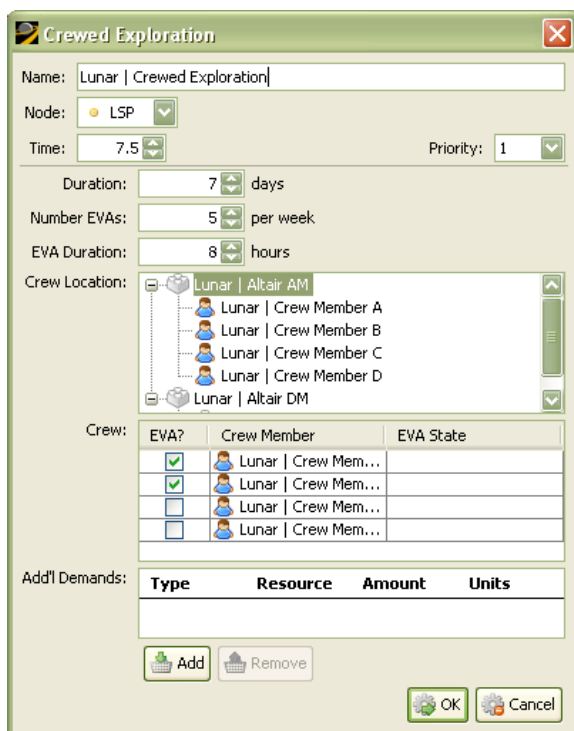 Crewed Exploration
Name: Lunar | Crewed Exploration
Node: LSP
Time: 7.5 Priority: 1
Duration: 7 days
Number EVAs: 5 per week
EVA Duration: 8 hours
Crew Location: Lunar | Altair AM
Lunar | Crew Member A
Lunar | Crew Member B
Lunar | Crew Member C
Lunar | Crew Member D
Lunar | Altair DM
Crew: EVA? Crew Member EVA State
Lunar | Crew Mem...
Lunar | Crew Mem...
Lunar | Crew Mem...
Lunar | Crew Mem...
Add'l Demands: Type Resource Amount Units
Add Remove
OK Cancel